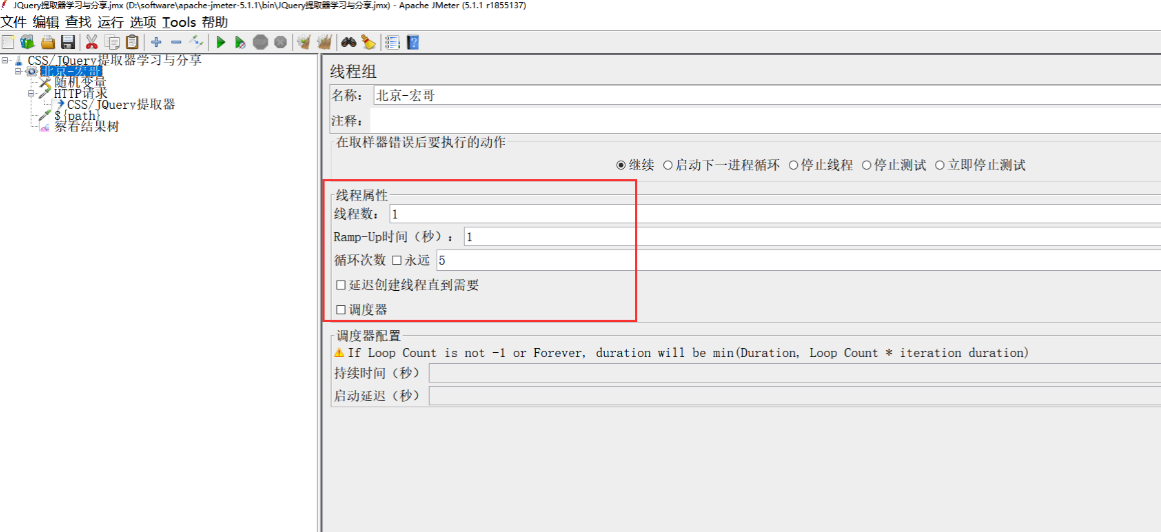 JQuery提取器学习与分享.jmx (D:\software\apache-jmeter-5.1.1\bin\JQuery提取器学习与分享.jmx) - Apache JMeter (5.1.1 r1855137)
文件 编辑 查找 运行 选项 Tools 帮助
CSS/JQuery提取器学习与分享
北京-宏哥
随机变量
HTTP请求
CSS/JQuery提取器
${path}
察看结果树
线程组
名称： 北京-宏哥
注释：
在取样器错误后要执行的动作
继续 启动下一进程循环 停止线程 停止测试 立即停止测试
线程属性
线程数： 1
Ramp-Up时间（秒）： 1
循环次数 永远 5
延迟创建线程直到需要
调度器
调度器配置
If Loop Count is not -1 or Forever, duration will be min(Duration, Loop Count * iteration duration)
持续时间（秒）
启动延迟（秒）